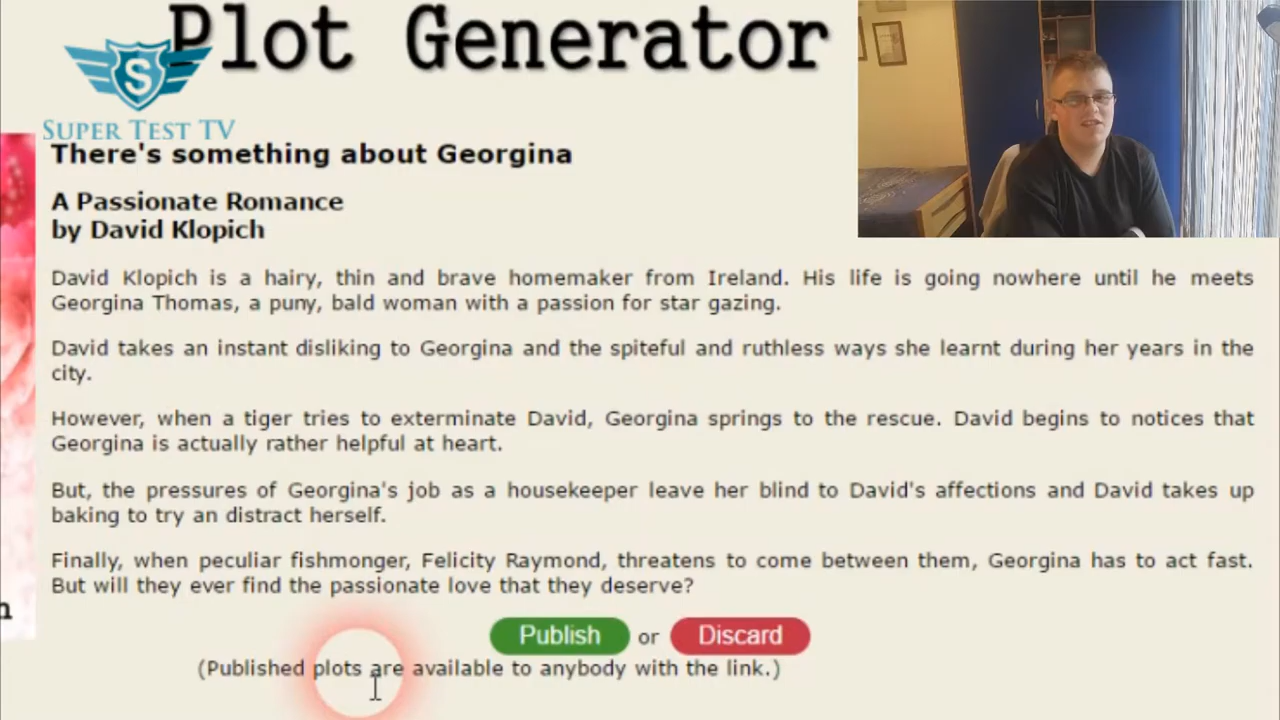 Plot Generator
S
SUPER TEST TV
There's something about Georgina
A Passionate Romance
by David Klopich
David Klopich is a hairy, thin and brave homemaker from Ireland. His life is going nowhere until he meets
Georgina Thomas, a puny, bald woman with a passion for star gazing.
David takes an instant disliking to Georgina and the spiteful and ruthless ways she learnt during her years in the
city.
However, when a tiger tries to exterminate David, Georgina springs to the rescue. David begins to notices that
Georgina is actually rather helpful at heart.
But, the pressures of Georgina's job as a housekeeper leave her blind to David's affections and David takes up
baking to try an distract herself.
Finally, when peculiar fishmonger, Felicity Raymond, threatens to come between them, Georgina has to act fast.
But will they ever find the passionate love that they deserve?
n
Publish or Discard
(Published plots are available to anybody with the link.)